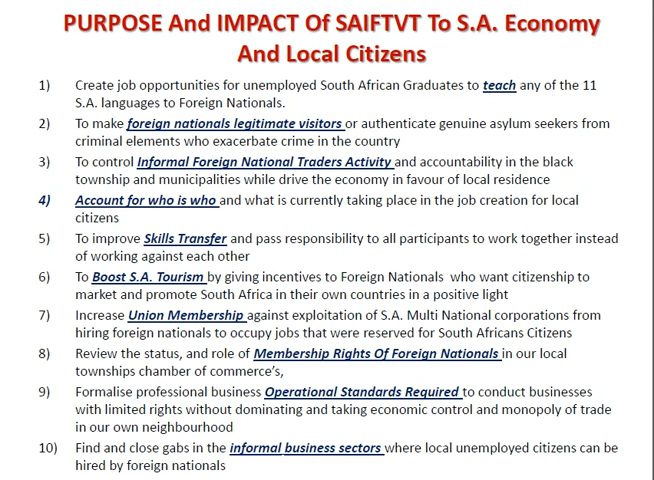 PURPOSE And IMPACT Of SAIFTVT To S.A. Economy
And Local Citizens
1) Create job opportunities for unemployed South African Graduates to teach any of the 11
S.A. languages to Foreign Nationals.
2) To make foreign nationals legitimate visitors or authenticate genuine asylum seekers from
criminal elements who exacerbate crime in the country
3) To control Informal Foreign National Traders Activity and accountability in the black
township and municipalities while drive the economy in favour of local residence
4) Account for who is who and what is currently taking place in the job creation for local
citizens
5) To improve Skills Transfer and pass responsibility to all participants to work together instead
of working against each other
6) To Boost S.A. Tourism by giving incentives to Foreign Nationals who want citizenship to
market and promote South Africa in their own countries in a positive light
7) Increase Union Membership against exploitation of S.A. Multi National corporations from
hiring foreign nationals to occupy jobs that were reserved for South Africans Citizens
8) Review the status, and role of Membership Rights Of Foreign Nationals in our local
townships chamber of commerce's,
9) Formalise professional business Operational Standards Required to conduct businesses
with limited rights without dominating and taking economic control and monopoly of trade
in our own neighbourhood
10) Find and close gabs in the informal business sectors where local unemployed citizens can be
hired by foreign nationals